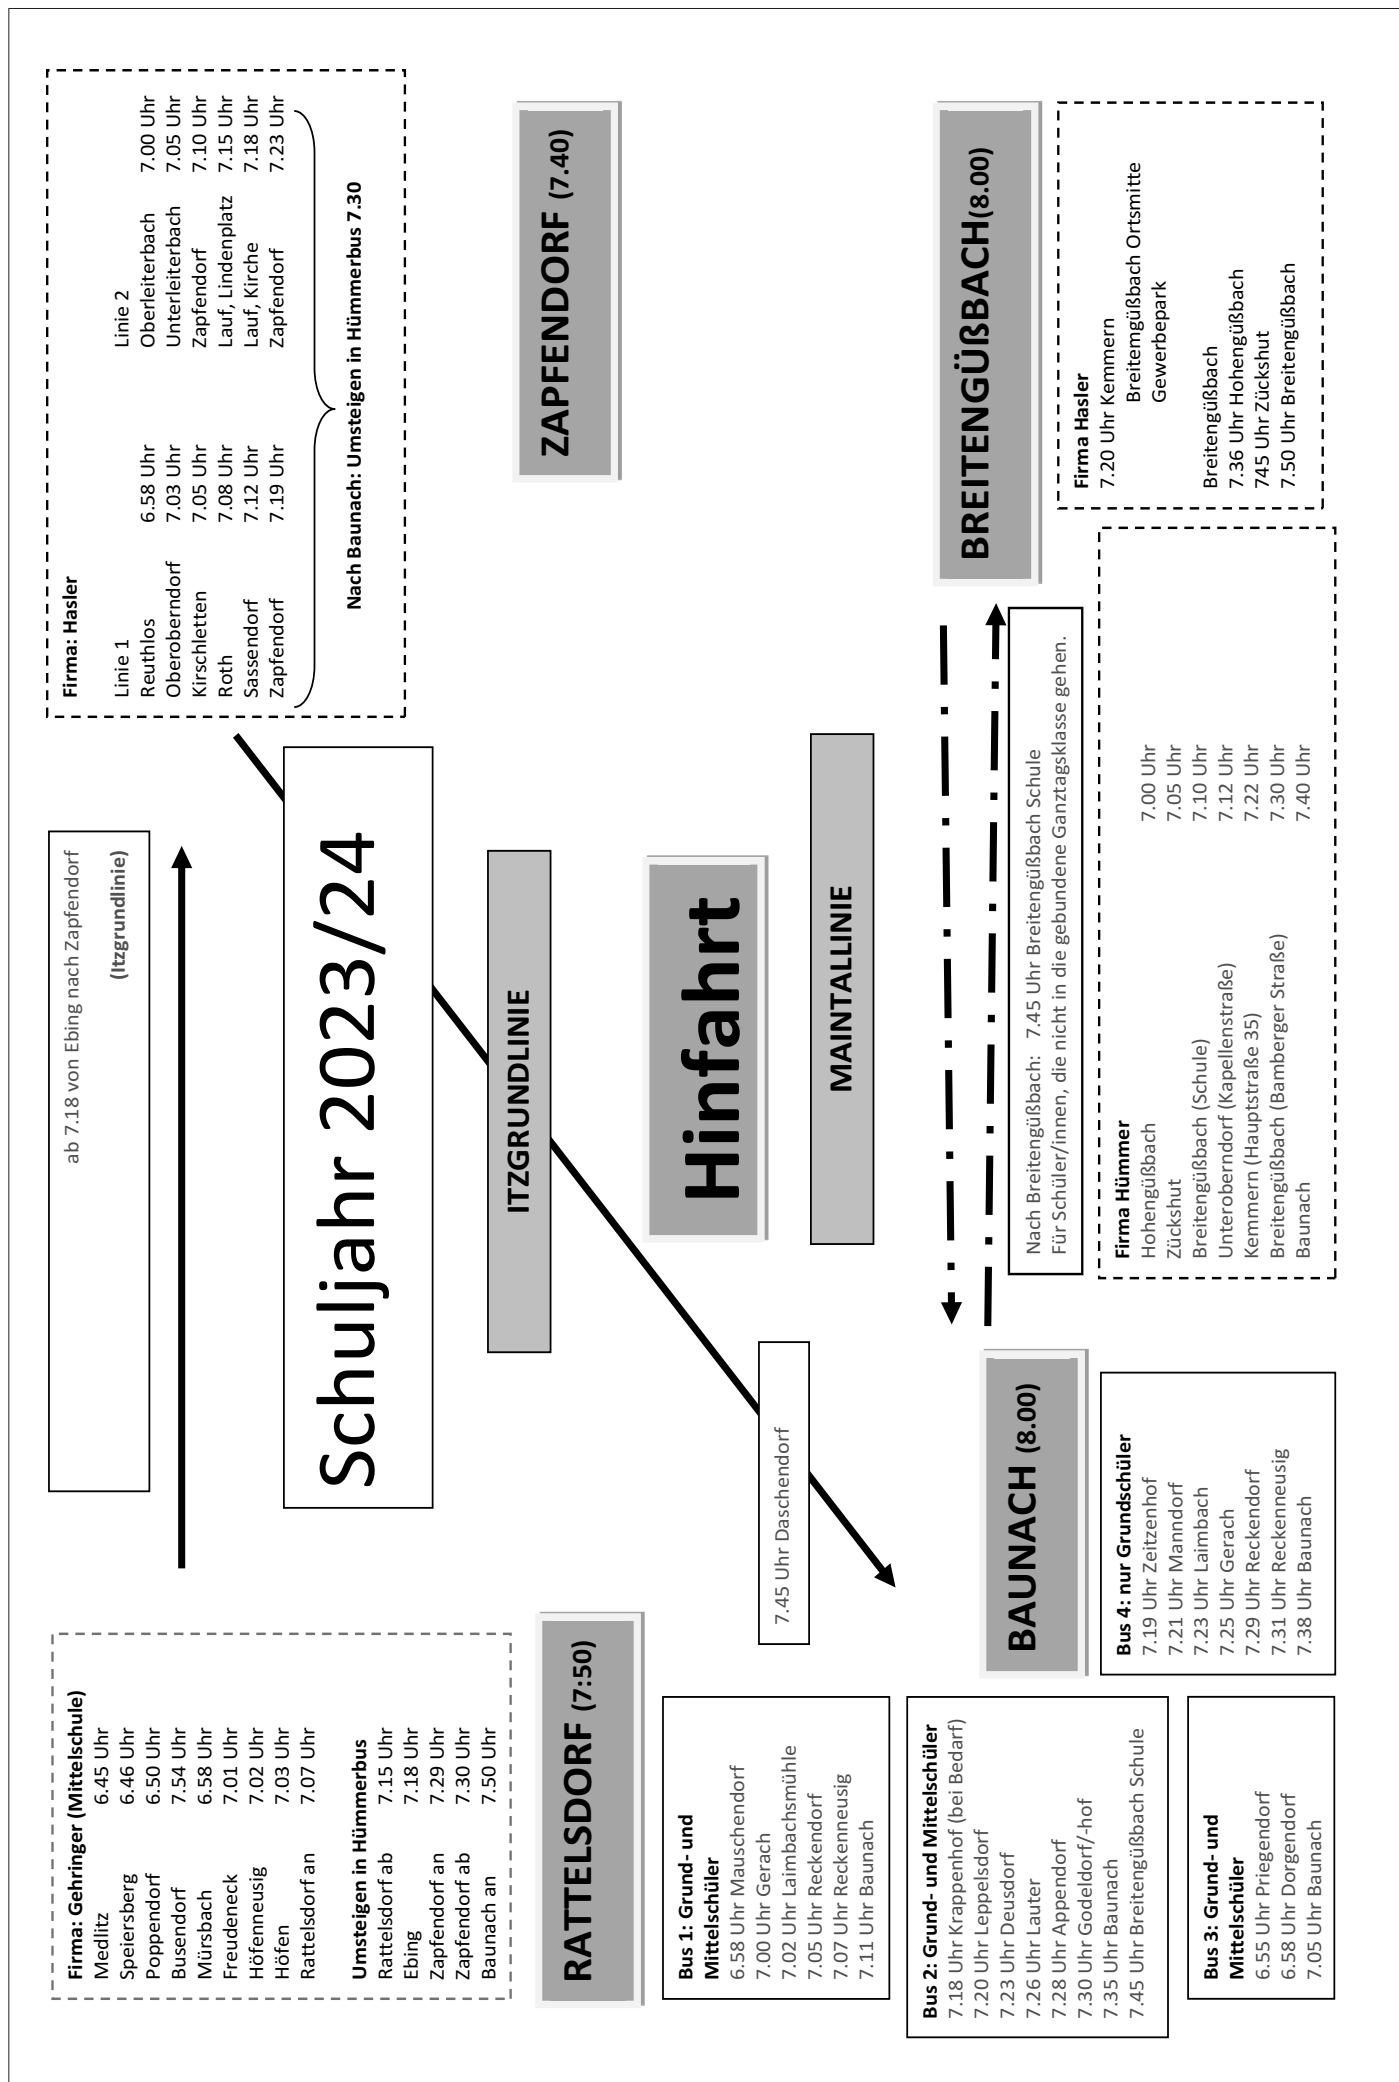 Firma: Gehringer (Mittelschule)
Medlitz 6.45 Uhr
Speiersberg 6.46 Uhr
Poppendorf 6.50 Uhr
Busendorf 7.54 Uhr
Mürsbach 6.58 Uhr
Freudeneck 7.01 Uhr
Höfenneusig 7.02 Uhr
Höfen 7.03 Uhr
Rattelsdorf an 7.07 Uhr
Umsteigen in Hümmerbus
Rattelsdorf ab 7.15 Uhr
Ebing 7.18 Uhr
Zapfendorf an 7.29 Uhr
Zapfendorf ab 7.30 Uhr
Baunach an 7.50 Uhr
ab 7.18 von Ebing nach Zapfendorf
(Itzgrundlinie)
Firma: Hasler
Linie 1
Reuthlos 6.58 Uhr
Oberoberndorf 7.03 Uhr
Kirschletten 7.05 Uhr
Roth 7.08 Uhr
Sassendorf 7.12 Uhr
Zapfendorf 7.19 Uhr
Linie 2
Oberleiterbach 7.00 Uhr
Unterleiterbach 7.05 Uhr
Zapfendorf 7.10 Uhr
Lauf, Lindenplatz 7.15 Uhr
Lauf, Kirche 7.18 Uhr
Zapfendorf 7.23 Uhr
Nach Baunach: Umsteigen in Hümmerbus 7.30
Schuljahr 2023/24
ITZGRUNDLINIE
RATTELSDORF (7:50)
ZAPFENDORF (7.40)
Hinfahrt
MAINTALLINIE
Bus 1: Grund- und
Mittelschüler
6.58 Uhr Mauschendorf
7.00 Uhr Gerach
7.02 Uhr Laimbachsmühle
7.05 Uhr Reckendorf
7.07 Uhr Reckenneusig
7.11 Uhr Baunach
7.45 Uhr Daschendorf
Bus 2: Grund- und Mittelschüler
7.18 Uhr Krappenhof (bei Bedarf)
7.20 Uhr Leppelsdorf
7.23 Uhr Deusdorf
7.26 Uhr Lauter
7.28 Uhr Appendorf
7.30 Uhr Godeldorf/-hof
7.35 Uhr Baunach
7.45 Uhr Breitengüßbach Schule
BAUNACH (8.00)
BREITENGÜßBACH(8.00)
Nach Breitengüßbach: 7.45 Uhr Breitengüßbach Schule
Für Schüler/innen, die nicht in die gebundene Ganztagsklasse gehen.
Bus 3: Grund- und
Mittelschüler
6.55 Uhr Priegendorf
6.58 Uhr Dorgendorf
7.05 Uhr Baunach
Bus 4: nur Grundschüler
7.19 Uhr Zeitzenhof
7.21 Uhr Manndorf
7.23 Uhr Laimbach
7.25 Uhr Gerach
7.29 Uhr Reckendorf
7.31 Uhr Reckenneusig
7.38 Uhr Baunach
Firma Hümmer
Hohengüßbach 7.00 Uhr
Zückshut 7.05 Uhr
Breitengüßbach (Schule) 7.10 Uhr
Unteroberndorf (Kapellenstraße) 7.12 Uhr
Kemmern (Hauptstraße 35) 7.22 Uhr
Breitengüßbach (Bamberger Straße) 7.30 Uhr
Baunach 7.40 Uhr
Firma Hasler
7.20 Uhr Kemmern
Breitemgüßbach Ortsmitte
Gewerbepark
Breitengüßbach
7.36 Uhr Hohengüßbach
745 Uhr Zückshut
7.50 Uhr Breitengüßbach